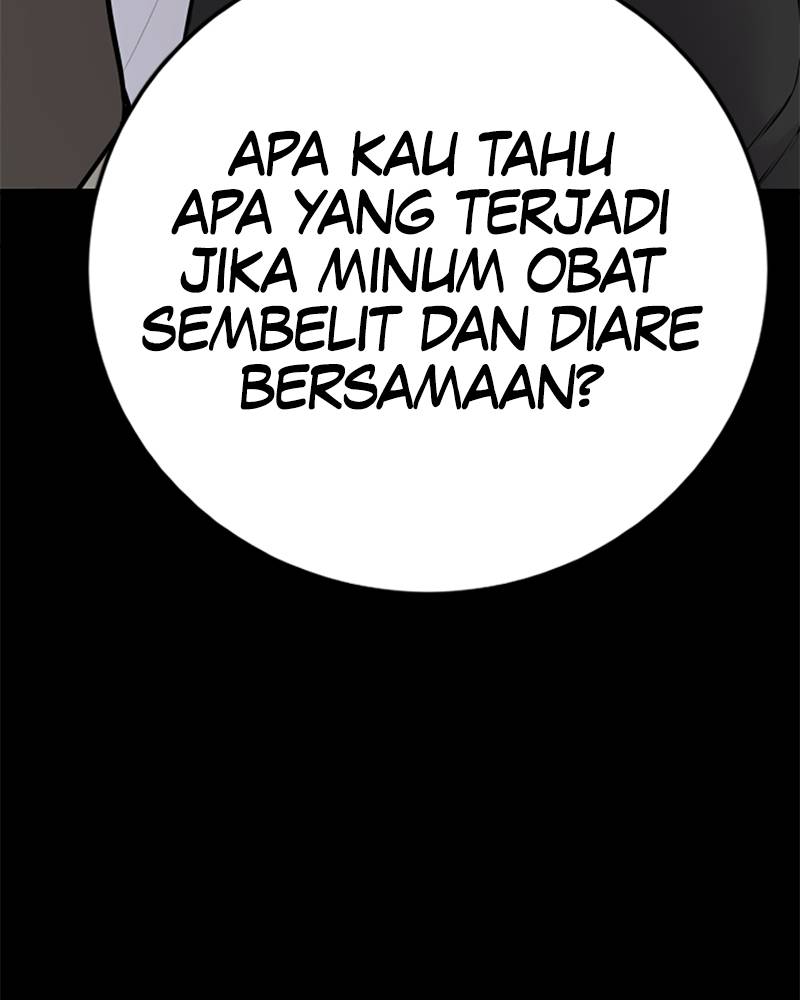 APA KAU TAHU
APA YANG TERJADI
JIKA MINUM OBAT
SEMBELIT DAN DIARE
BERSAMAAN?